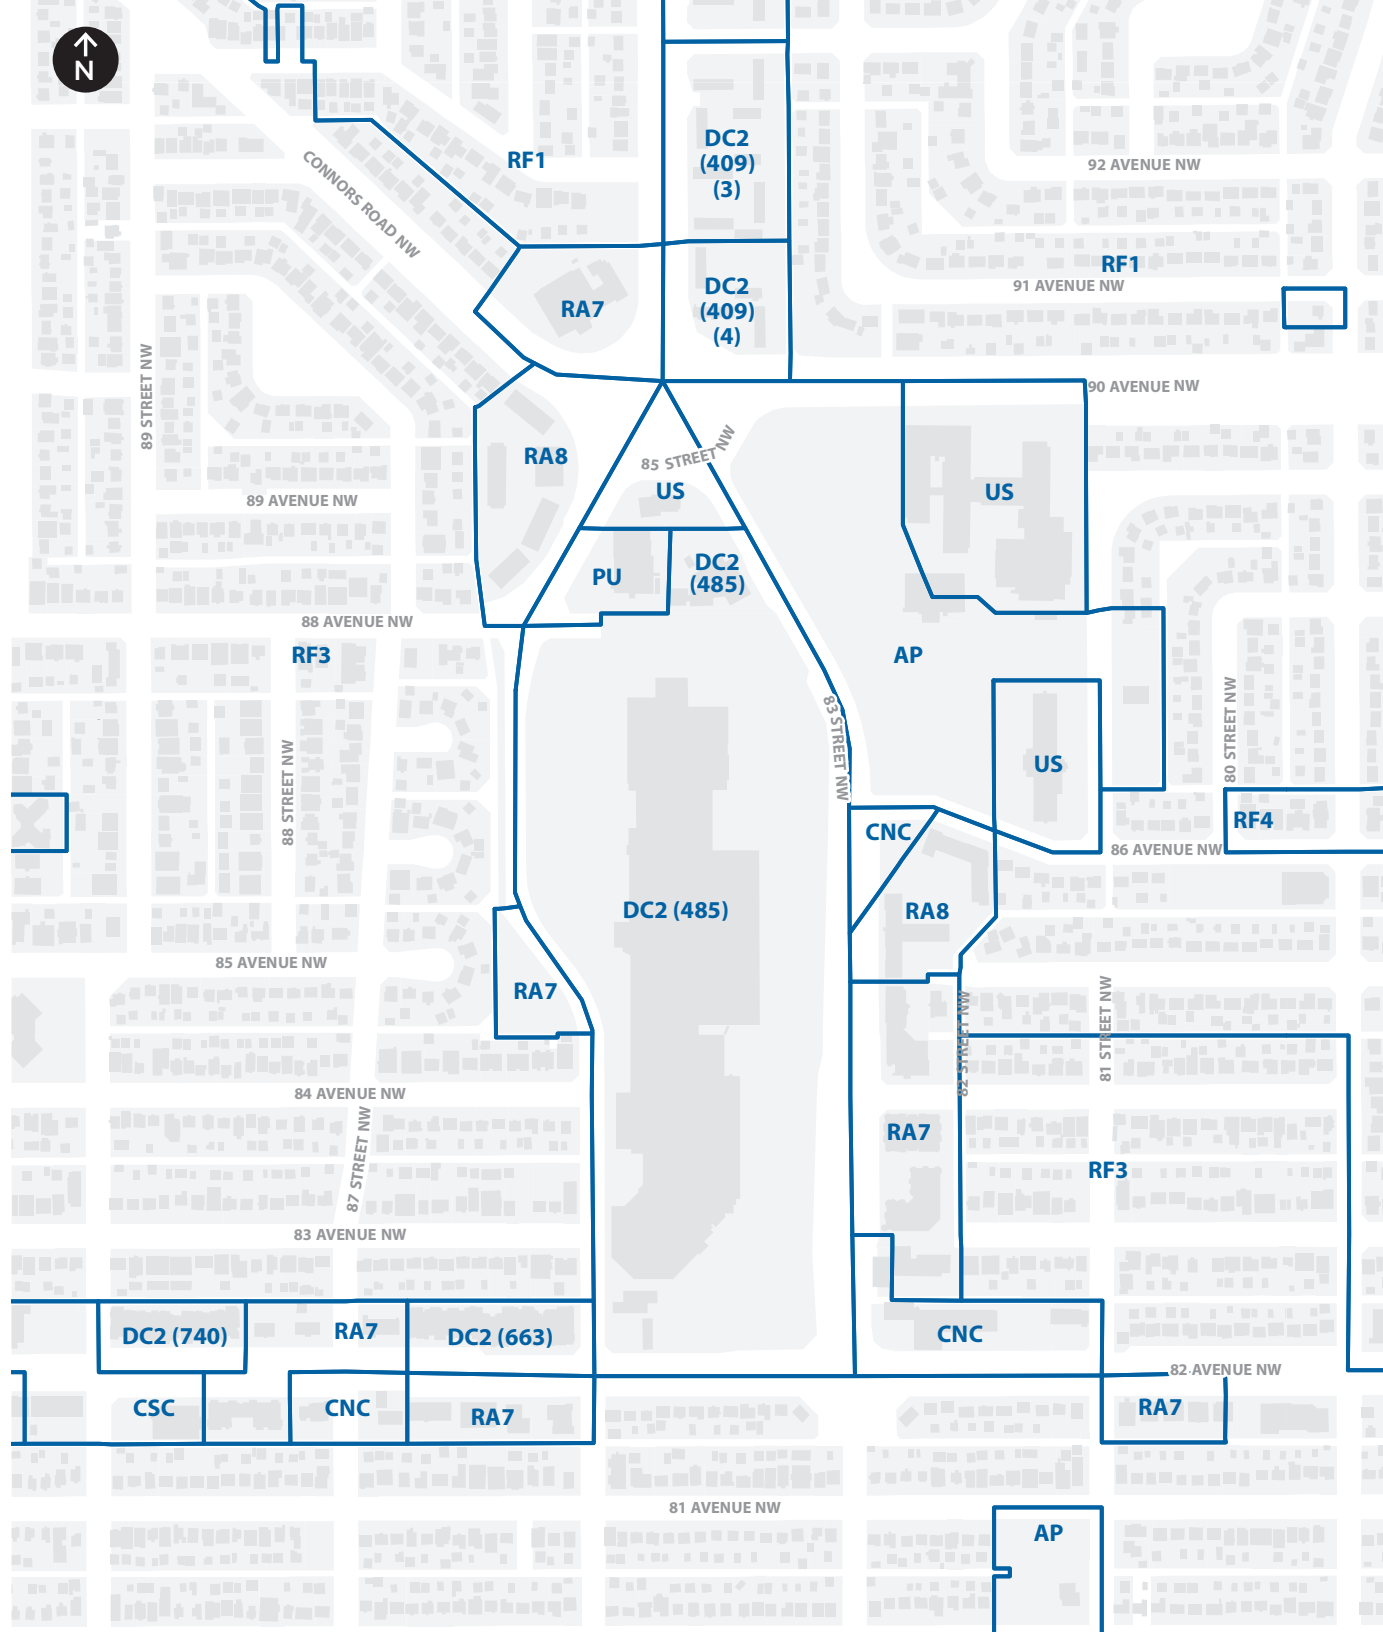 N
RF1
DC2
(409)
(3)
92 AVENUE NW
CONNORS ROAD NW
RF1
91 AVENUE NW
RA7
DC2
(409)
(4)
89 STREET NW
90 AVENUE NW
RA8
85 STREET NW
US
US
89 AVENUE NW
PU
DC2
(485)
88 AVENUE NW
RF3
AP
83 STREET NW
80 STREET NW
88 STREET NW
US
CNC
RF4
86 AVENUE NW
DC2 (485)
RA8
85 AVENUE NW
RA7
82 STREET NW
81 STREET NW
84 AVENUE NW
87 STREET NW
RA7
RF3
83 AVENUE NW
DC2 (740)
RA7
DC2 (663)
CNC
82 AVENUE NW
CSC
CNC
RA7
RA7
81 AVENUE NW
AP